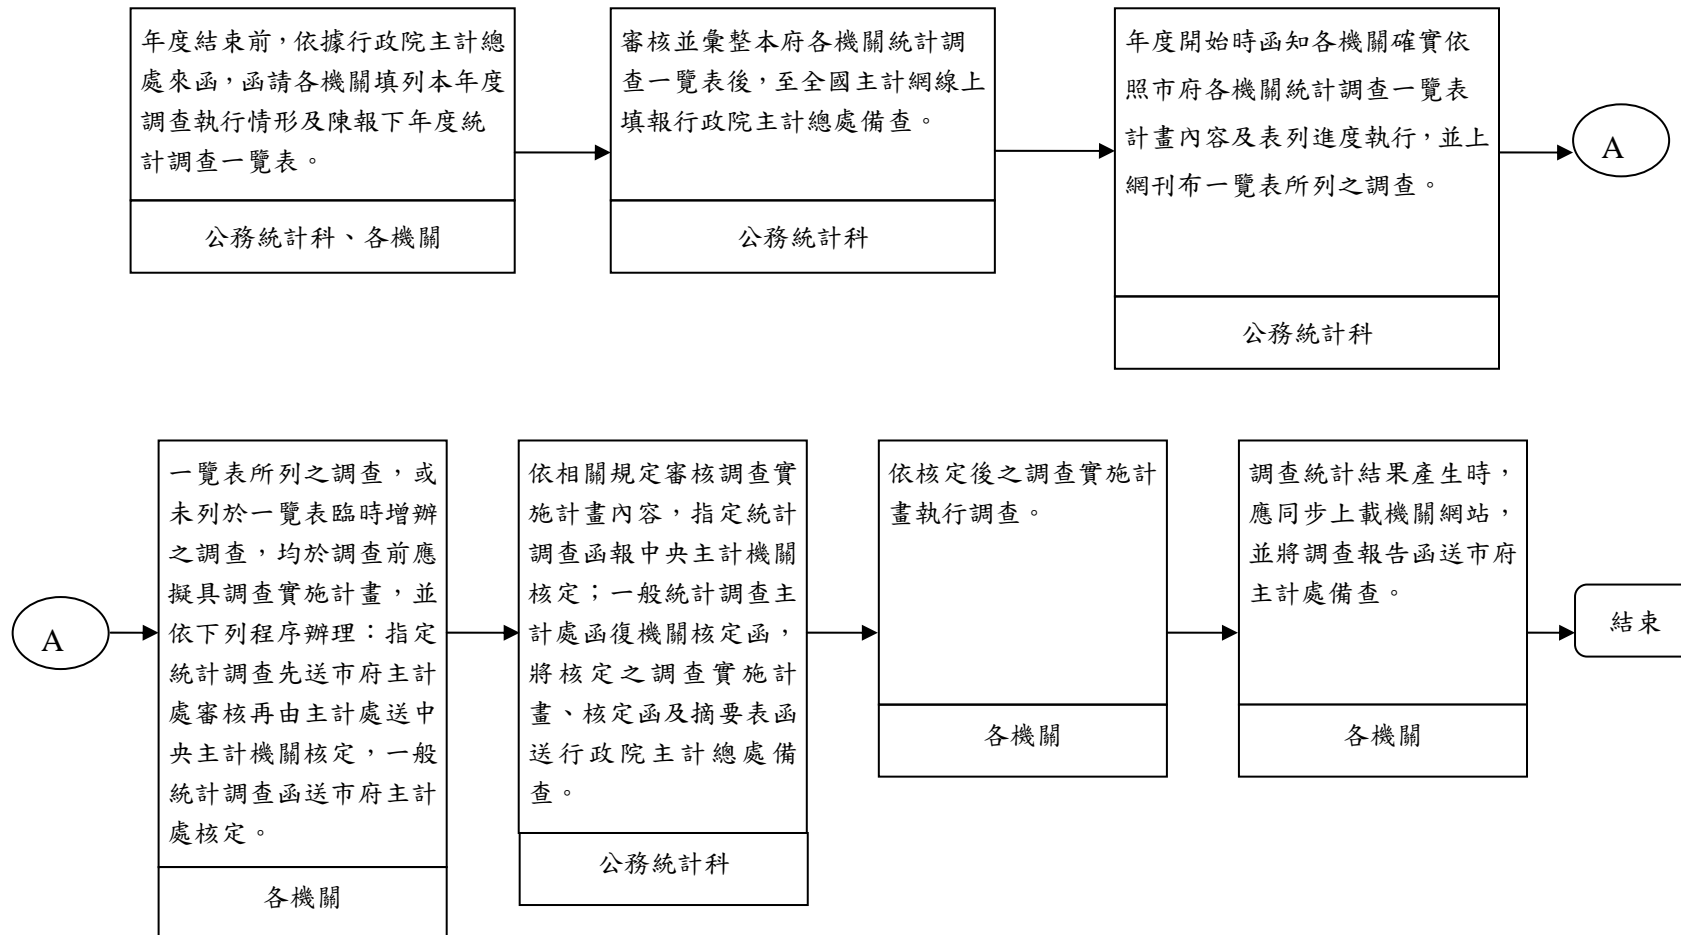 年度結束前，依據行政院主計總
處來函，函請各機關填列本年度
調查執行情形及陳報下年度統
計調查一覽表。
公務統計科、各機關
審核並彙整本府各機關統計調
查一覽表後，至全國主計網線上
填報行政院主計總處備查。
公務統計科
年度開始時函知各機關確實依
照市府各機關統計調查一覽表
計畫內容及表列進度執行，並上
網刊布一覽表所列之調查。
公務統計科
A
A
一覽表所列之調查，或
未列於一覽表臨時增辦
之調查，均於調查前應
擬具調查實施計畫，並
依下列程序辦理：指定
統計調查先送市府主計
處審核再由主計處送中
央主計機關核定，一般
統計調查函送市府主計
處核定。
各機關
依相關規定審核調查實
施計畫內容，指定統計
調查函報中央主計機關
核定；一般統計調查主
計處函復機關核定函，
將核定之調查實施計
畫、核定函及摘要表函
送行政院主計總處備
查。
公務統計科
依核定後之調查實施計
畫執行調查。
各機關
調查統計結果產生時，
應同步上載機關網站，
並將調查報告函送市府
主計處備查。
各機關
結束